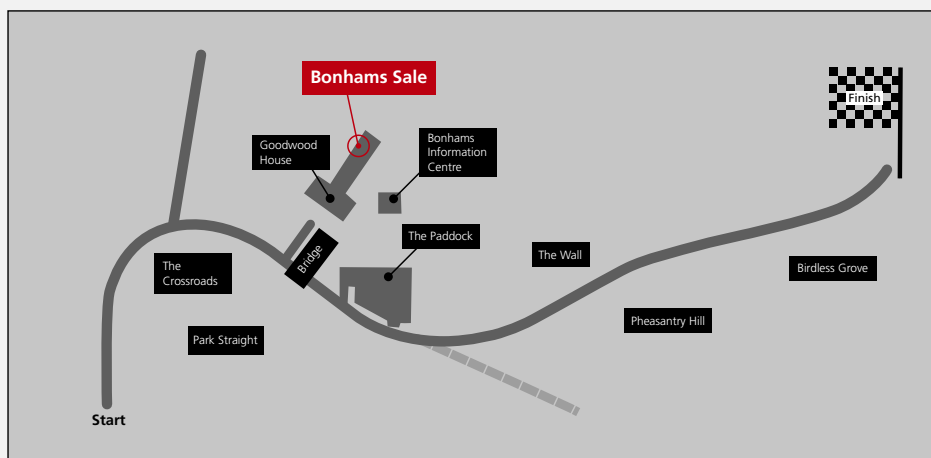 Bonhams Sale
Finish
Goodwood
House
Bonhams
Information
Centre
The Paddock
Bridge
The Wall
The
Crossroads
Birdless Grove
Pheasantry Hill
Park Straight
Start